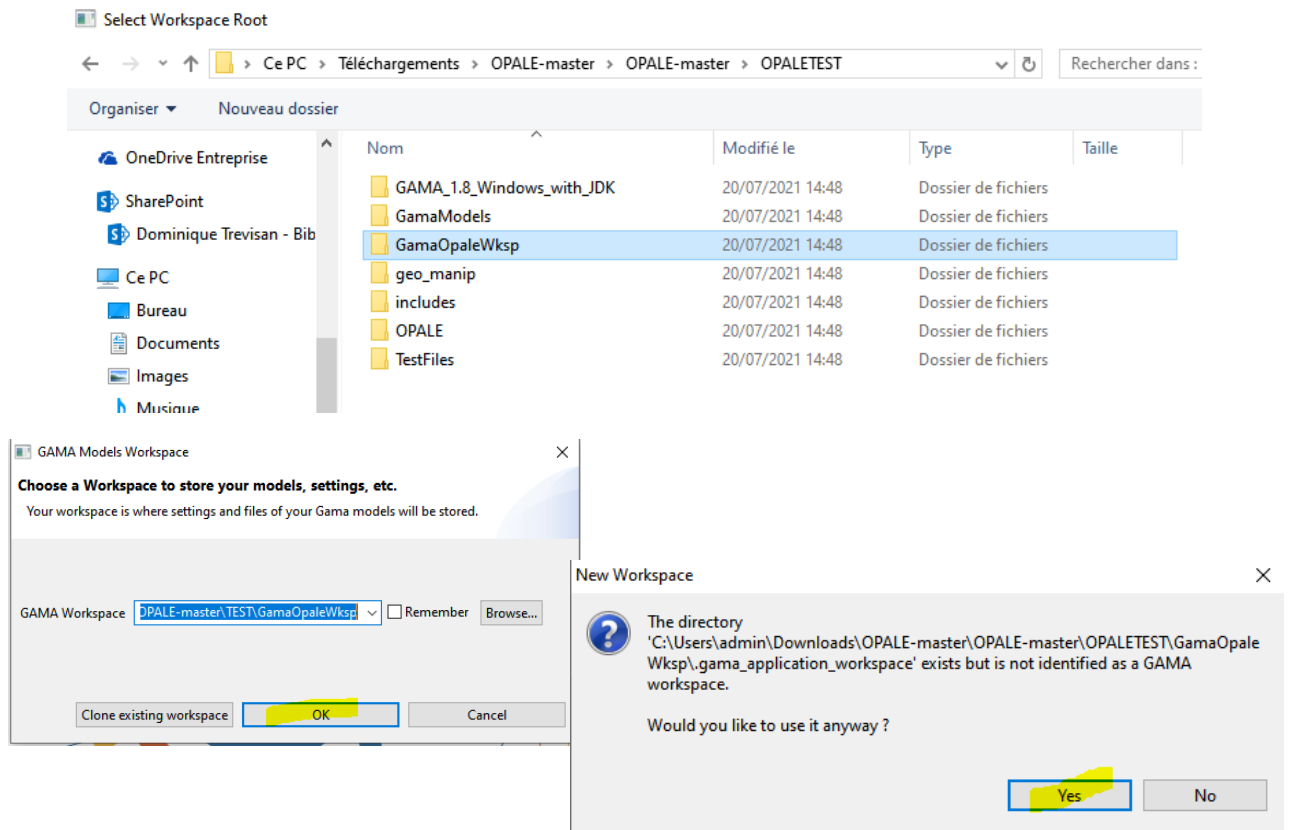 Select Workspace Root
Ce PC > Téléchargements > OPALE-master > OPALE-master > OPALETEST
Rechercher dans :
Organiser
Nouveau dossier
Nom
Modifié le
Type
Taille
OneDrive Entreprise
SharePoint
Dominique Trevisan - Bib
Ce PC
Bureau
Documents
Images
Musique
GAMA_1.8_Windows_with_JDK 20/07/2021 14:48 Dossier de fichiers
GamaModels 20/07/2021 14:48 Dossier de fichiers
GamaOpaleWksp 20/07/2021 14:48 Dossier de fichiers
geo_manip 20/07/2021 14:48 Dossier de fichiers
includes 20/07/2021 14:48 Dossier de fichiers
OPALE 20/07/2021 14:48 Dossier de fichiers
TestFiles 20/07/2021 14:48 Dossier de fichiers
GAMA Models Workspace
Choose a Workspace to store your models, settings, etc.
Your workspace is where settings and files of your Gama models will be stored.
GAMA Workspace
OPALE-master\TEST\GamaOpaleWksp
Remember
Browse...
Clone existing workspace
OK
Cancel
New Workspace
The directory
'C:\Users\admin\Downloads\OPALE-master\OPALE-master\OPALETEST\GamaOpale
Wksp\.gama_application_workspace' exists but is not identified as a GAMA
workspace.
Would you like to use it anyway ?
Yes
No